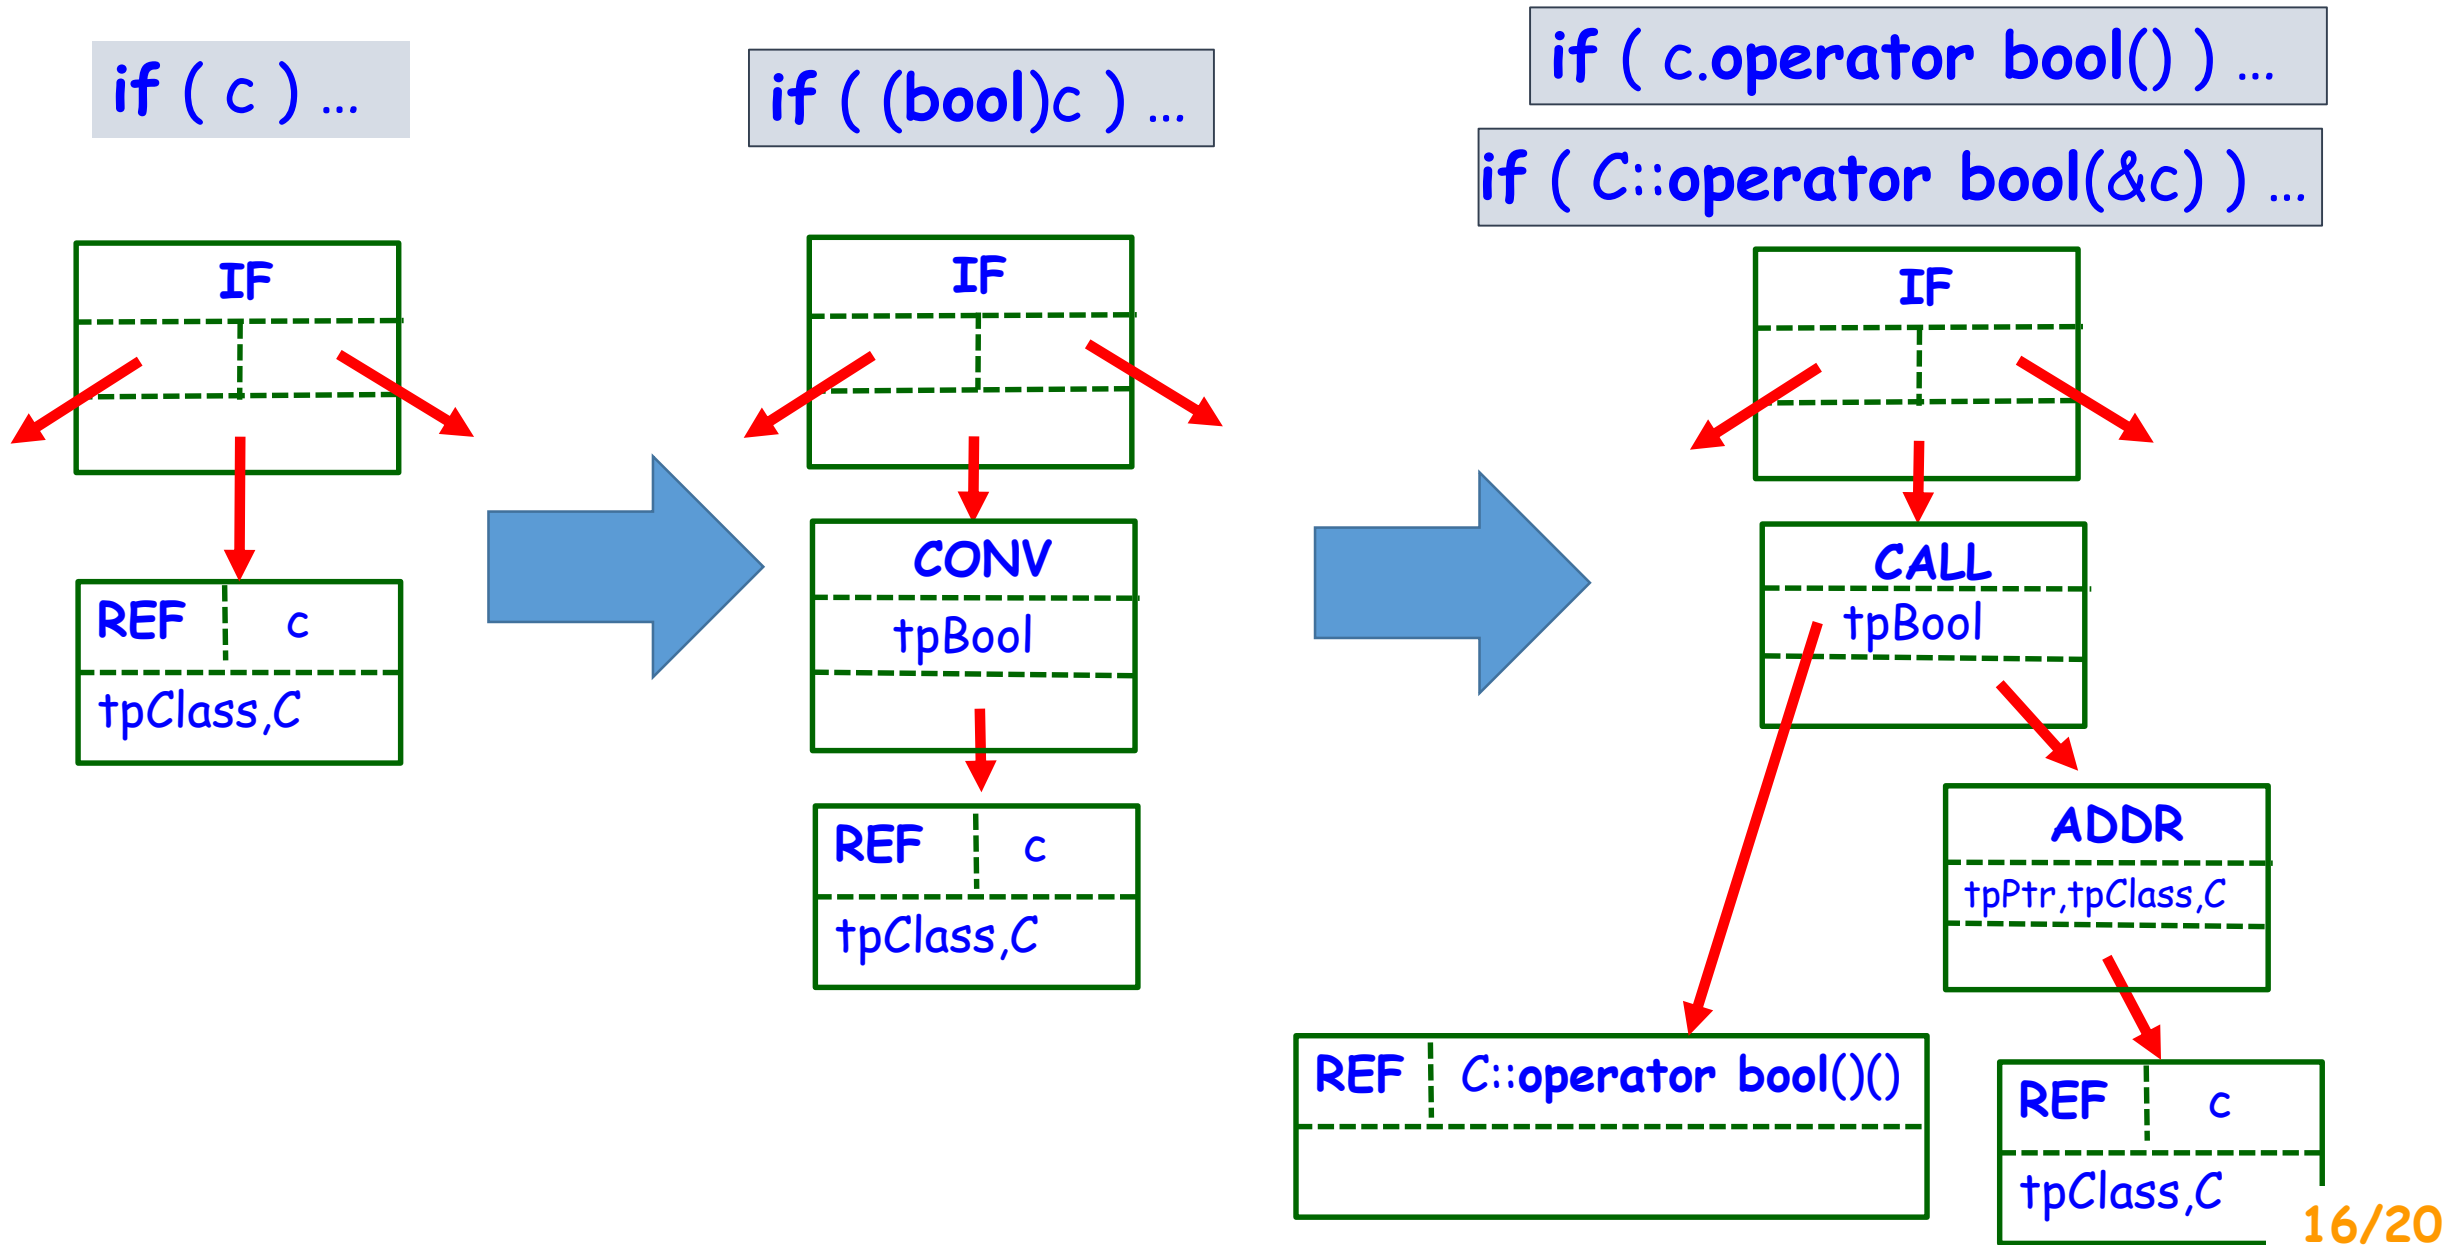 if ( c ) …
IF
REF c
tpClass,C
if ( (bool)c ) …
IF
CONV
tpBool
REF c
tpClass,C
if ( c.operator bool() ) …
if ( C::operator bool(&c) ) …
IF
CALL
tpBool
ADDR
tpPtr,tpClass,C
REF C::operator bool()()
REF c
tpClass,C
16/20